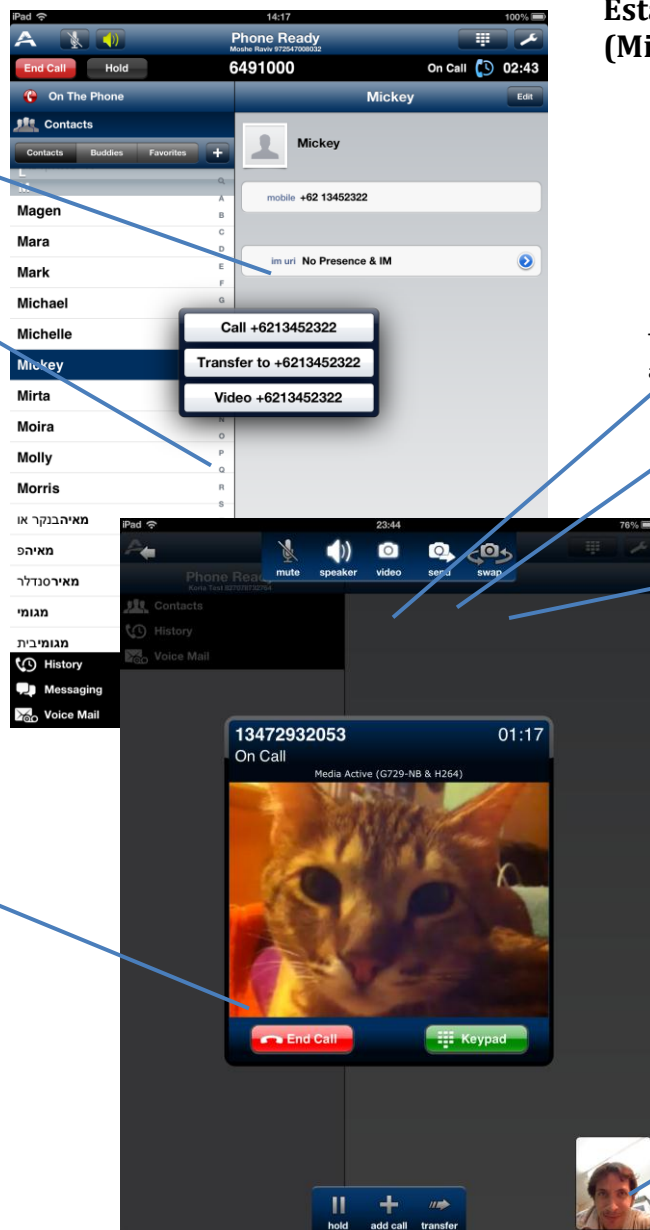 Esta
(Mi
iPad 14:17 100%
Phone Ready
Moshe Raviv 972547008032
End Call Hold 6491000 On Call 02:43
On The Phone Mickey Edit
Contacts
Contacts Buddies Favorites +
Mickey
M
mobile +62 13452322
Magen
Mara
im uri No Presence & IM
Mark
Michael
Michelle
Mickey
Mirta
Moira
Molly
Morris
A
B
C
D
E
F
G
N
O
P
Q
R
S
Call +6213452322
Transfer to +6213452322
Video +6213452322
מאיהבנקר או
מאיהפ
מאירסנדלר
מגומי
מגומיבית
History
Messaging
Voice Mail
iPad 23:44 76%
mute speaker video send swap
Phone Ready
Contacts
History
Voice Mail
13472932053 01:17
On Call
Media Active (G729-NB & H264)
End Call Keypad
hold add call transfer